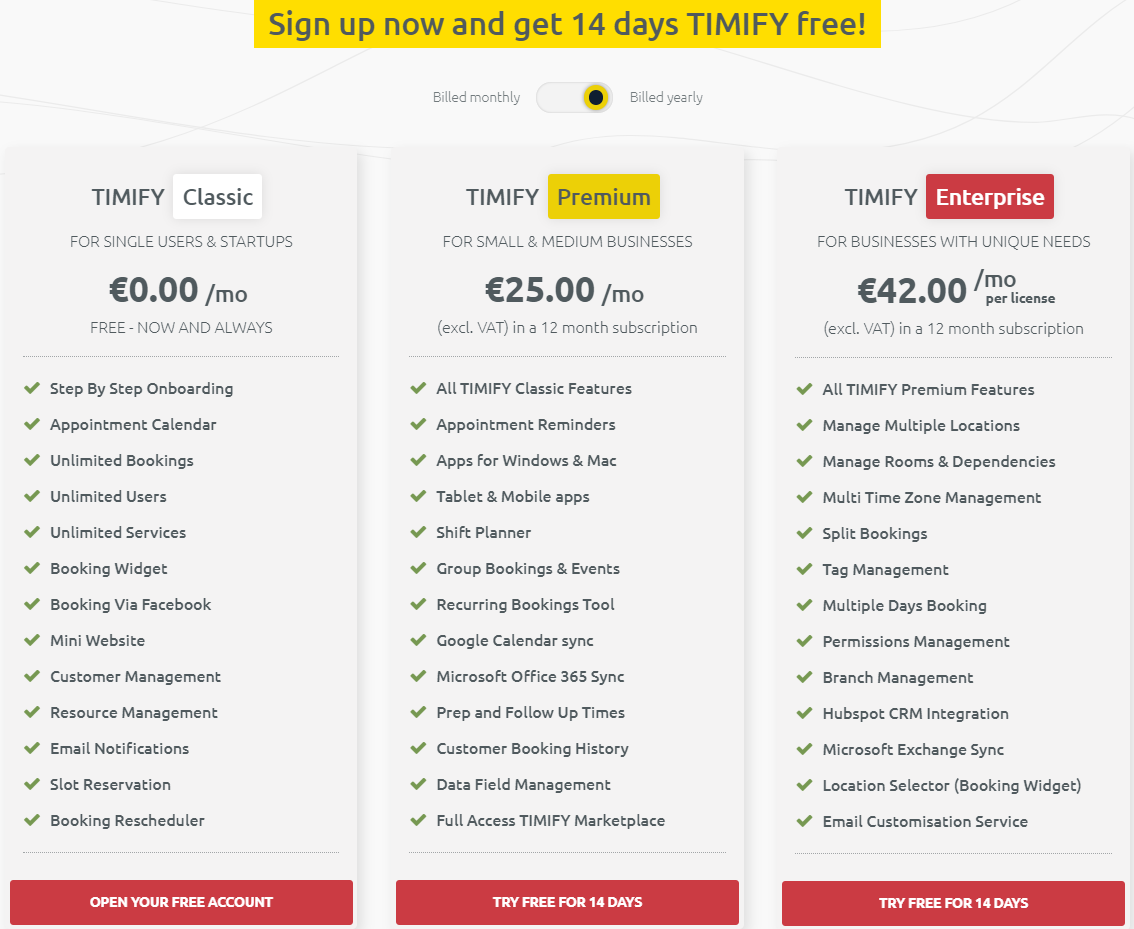 Sign up now and get 14 days TIMIFY free!
Billed monthly
Billed yearly
TIMIFY Classic
FOR SINGLE USERS & STARTUPS
€0.00 /mo
FREE - NOW AND ALWAYS
Step By Step Onboarding
Appointment Calendar
Unlimited Bookings
Unlimited Users
Unlimited Services
Booking Widget
Booking Via Facebook
Mini Website
Customer Management
Resource Management
Email Notifications
Slot Reservation
Booking Rescheduler
OPEN YOUR FREE ACCOUNT
TIMIFY Premium
FOR SMALL & MEDIUM BUSINESSES
€25.00 /mo
(excl. VAT) in a 12 month subscription
All TIMIFY Classic Features
Appointment Reminders
Apps for Windows & Mac
Tablet & Mobile apps
Shift Planner
Group Bookings & Events
Recurring Bookings Tool
Google Calendar sync
Microsoft Office 365 Sync
Prep and Follow Up Times
Customer Booking History
Data Field Management
Full Access TIMIFY Marketplace
TRY FREE FOR 14 DAYS
TIMIFY Enterprise
FOR BUSINESSES WITH UNIQUE NEEDS
€42.00 /mo
per license
(excl. VAT) in a 12 month subscription
All TIMIFY Premium Features
Manage Multiple Locations
Manage Rooms & Dependencies
Multi Time Zone Management
Split Bookings
Tag Management
Multiple Days Booking
Permissions Management
Branch Management
Hubspot CRM Integration
Microsoft Exchange Sync
Location Selector (Booking Widget)
Email Customisation Service
TRY FREE FOR 14 DAYS